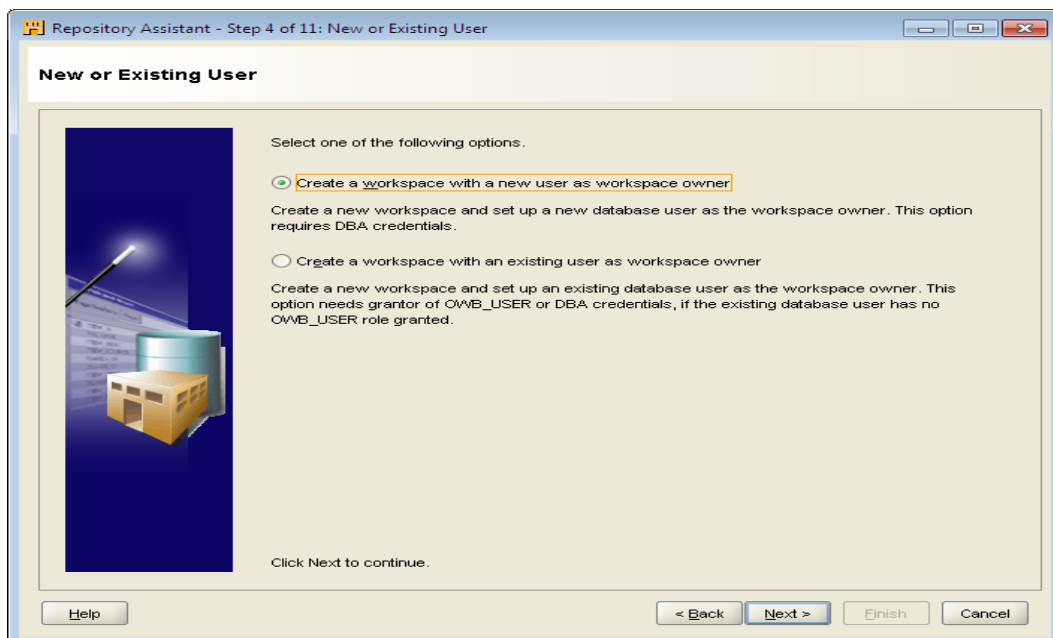 Repository Assistant - Step 4 of 11: New or Existing User
New or Existing User
Select one of the following options.
Create a workspace with a new user as workspace owner
Create a new workspace and set up a new database user as the workspace owner. This option
requires DBA credentials.
Create a workspace with an existing user as workspace owner
Create a new workspace and set up an existing database user as the workspace owner. This
option needs grantor of OWB_USER or DBA credentials, if the existing database user has no
OWB_USER role granted.
Click Next to continue.
Help
< Back
Next >
Finish
Cancel